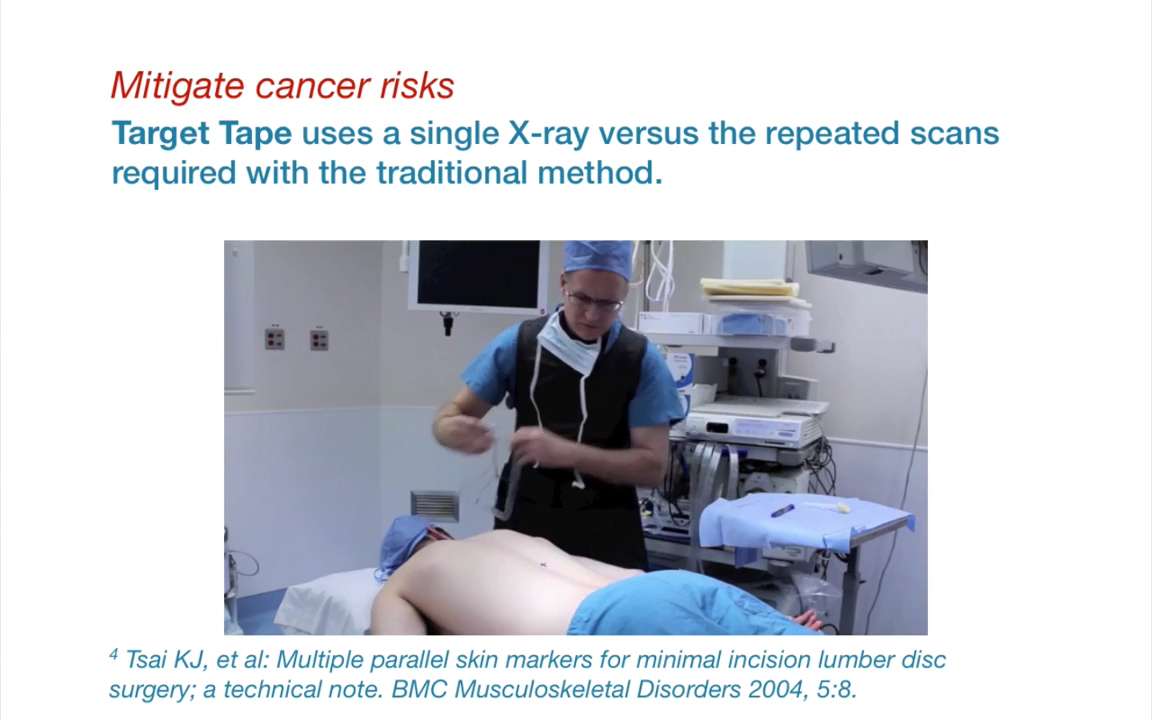 Mitigate cancer risks
Target Tape uses a single X-ray versus the repeated scans
required with the traditional method.
⁴ Tsai KJ, et al: Multiple parallel skin markers for minimal incision lumber disc
surgery; a technical note. BMC Musculoskeletal Disorders 2004, 5:8.